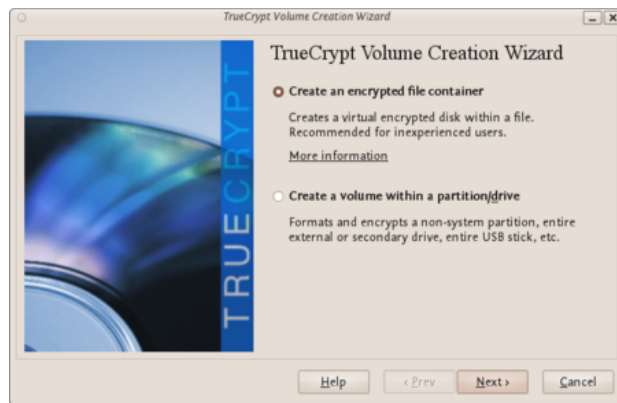 TrueCrypt Volume Creation Wizard
TRUECRYPT
TrueCrypt Volume Creation Wizard
Create an encrypted file container
Creates a virtual encrypted disk within a file.
Recommended for inexperienced users.
More information
Create a volume within a partition/drive
Formats and encrypts a non-system partition, entire
external or secondary drive, entire USB stick, etc.
Help
< Prev
Next >
Cancel